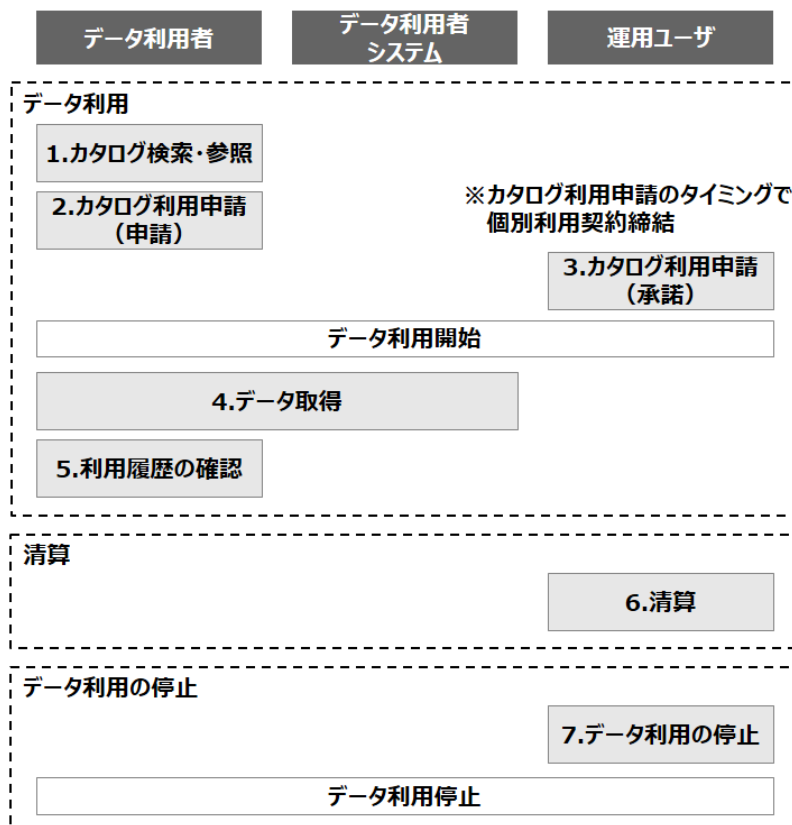 データ利用者
データ利用者
システム
運用ユーザ
データ利用
1.カタログ検索・参照
2.カタログ利用申請
（申請）
※カタログ利用申請のタイミングで
個別利用契約締結
3.カタログ利用申請
（承諾）
データ利用開始
4.データ取得
5.利用履歴の確認
清算
6.清算
データ利用の停止
7.データ利用の停止
データ利用停止